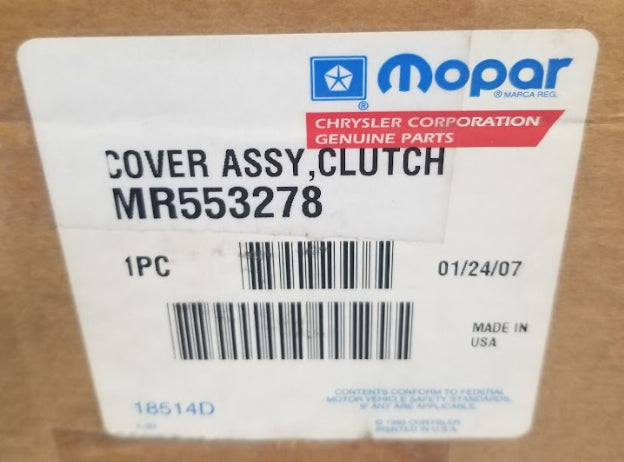 Mopar
® ® MARCA REG.
CHRYSLER CORPORATION
GENUINE PARTS
COVER ASSY,CLUTCH
MR553278
1PC
01/24/07
MADE IN
USA
18514D
CONTENTS CONFORM TO FEDERAL
MOTOR VEHICLE SAFETY STANDARDS,
IF ANY ARE APPLICABLE.
CHRYSLER
PRINTED IN U.S.A.